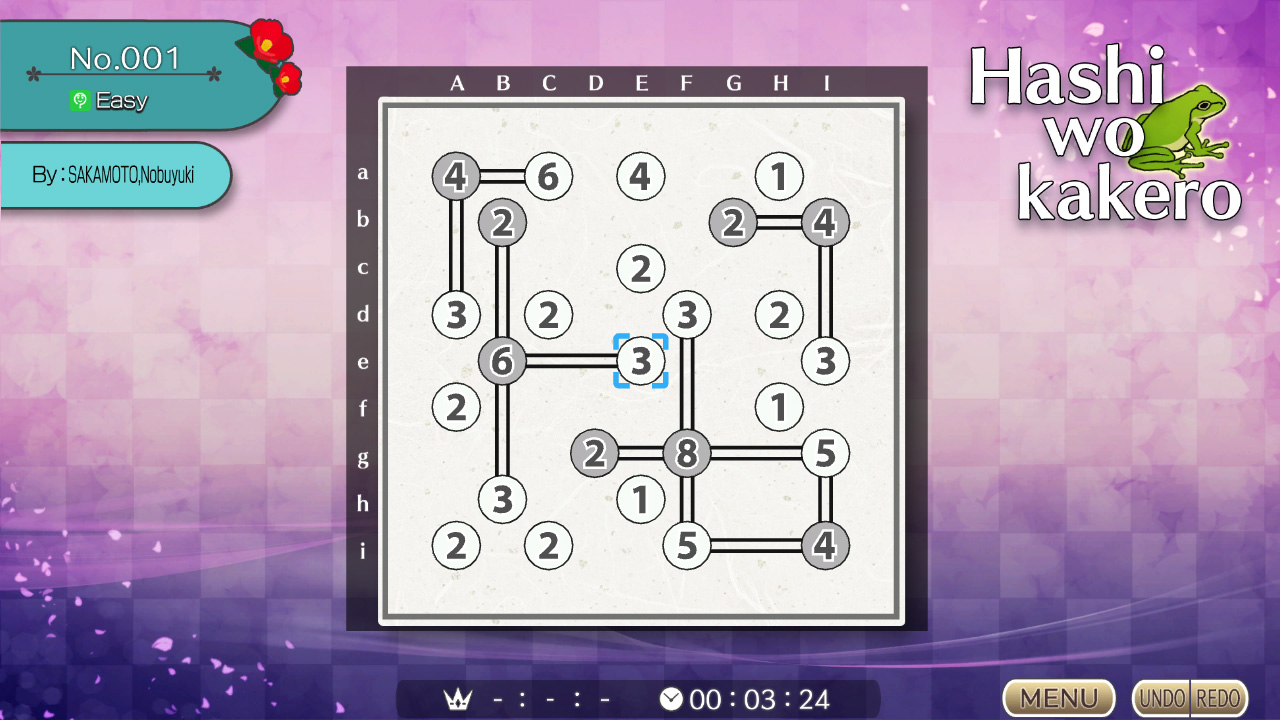 No.001
Easy
By : SAKAMOTO,Nobuyuki
Hashi
wo
kakero
A B C D E F G H I
a 4 6 4 1
b 2 2 4
c 2
d 3 2 3 2
e 6 3 3
f 2 1
g 2 8 5
h 3 1
i 2 2 5 4
- : - : -
00 : 03 : 24
MENU
UNDO REDO